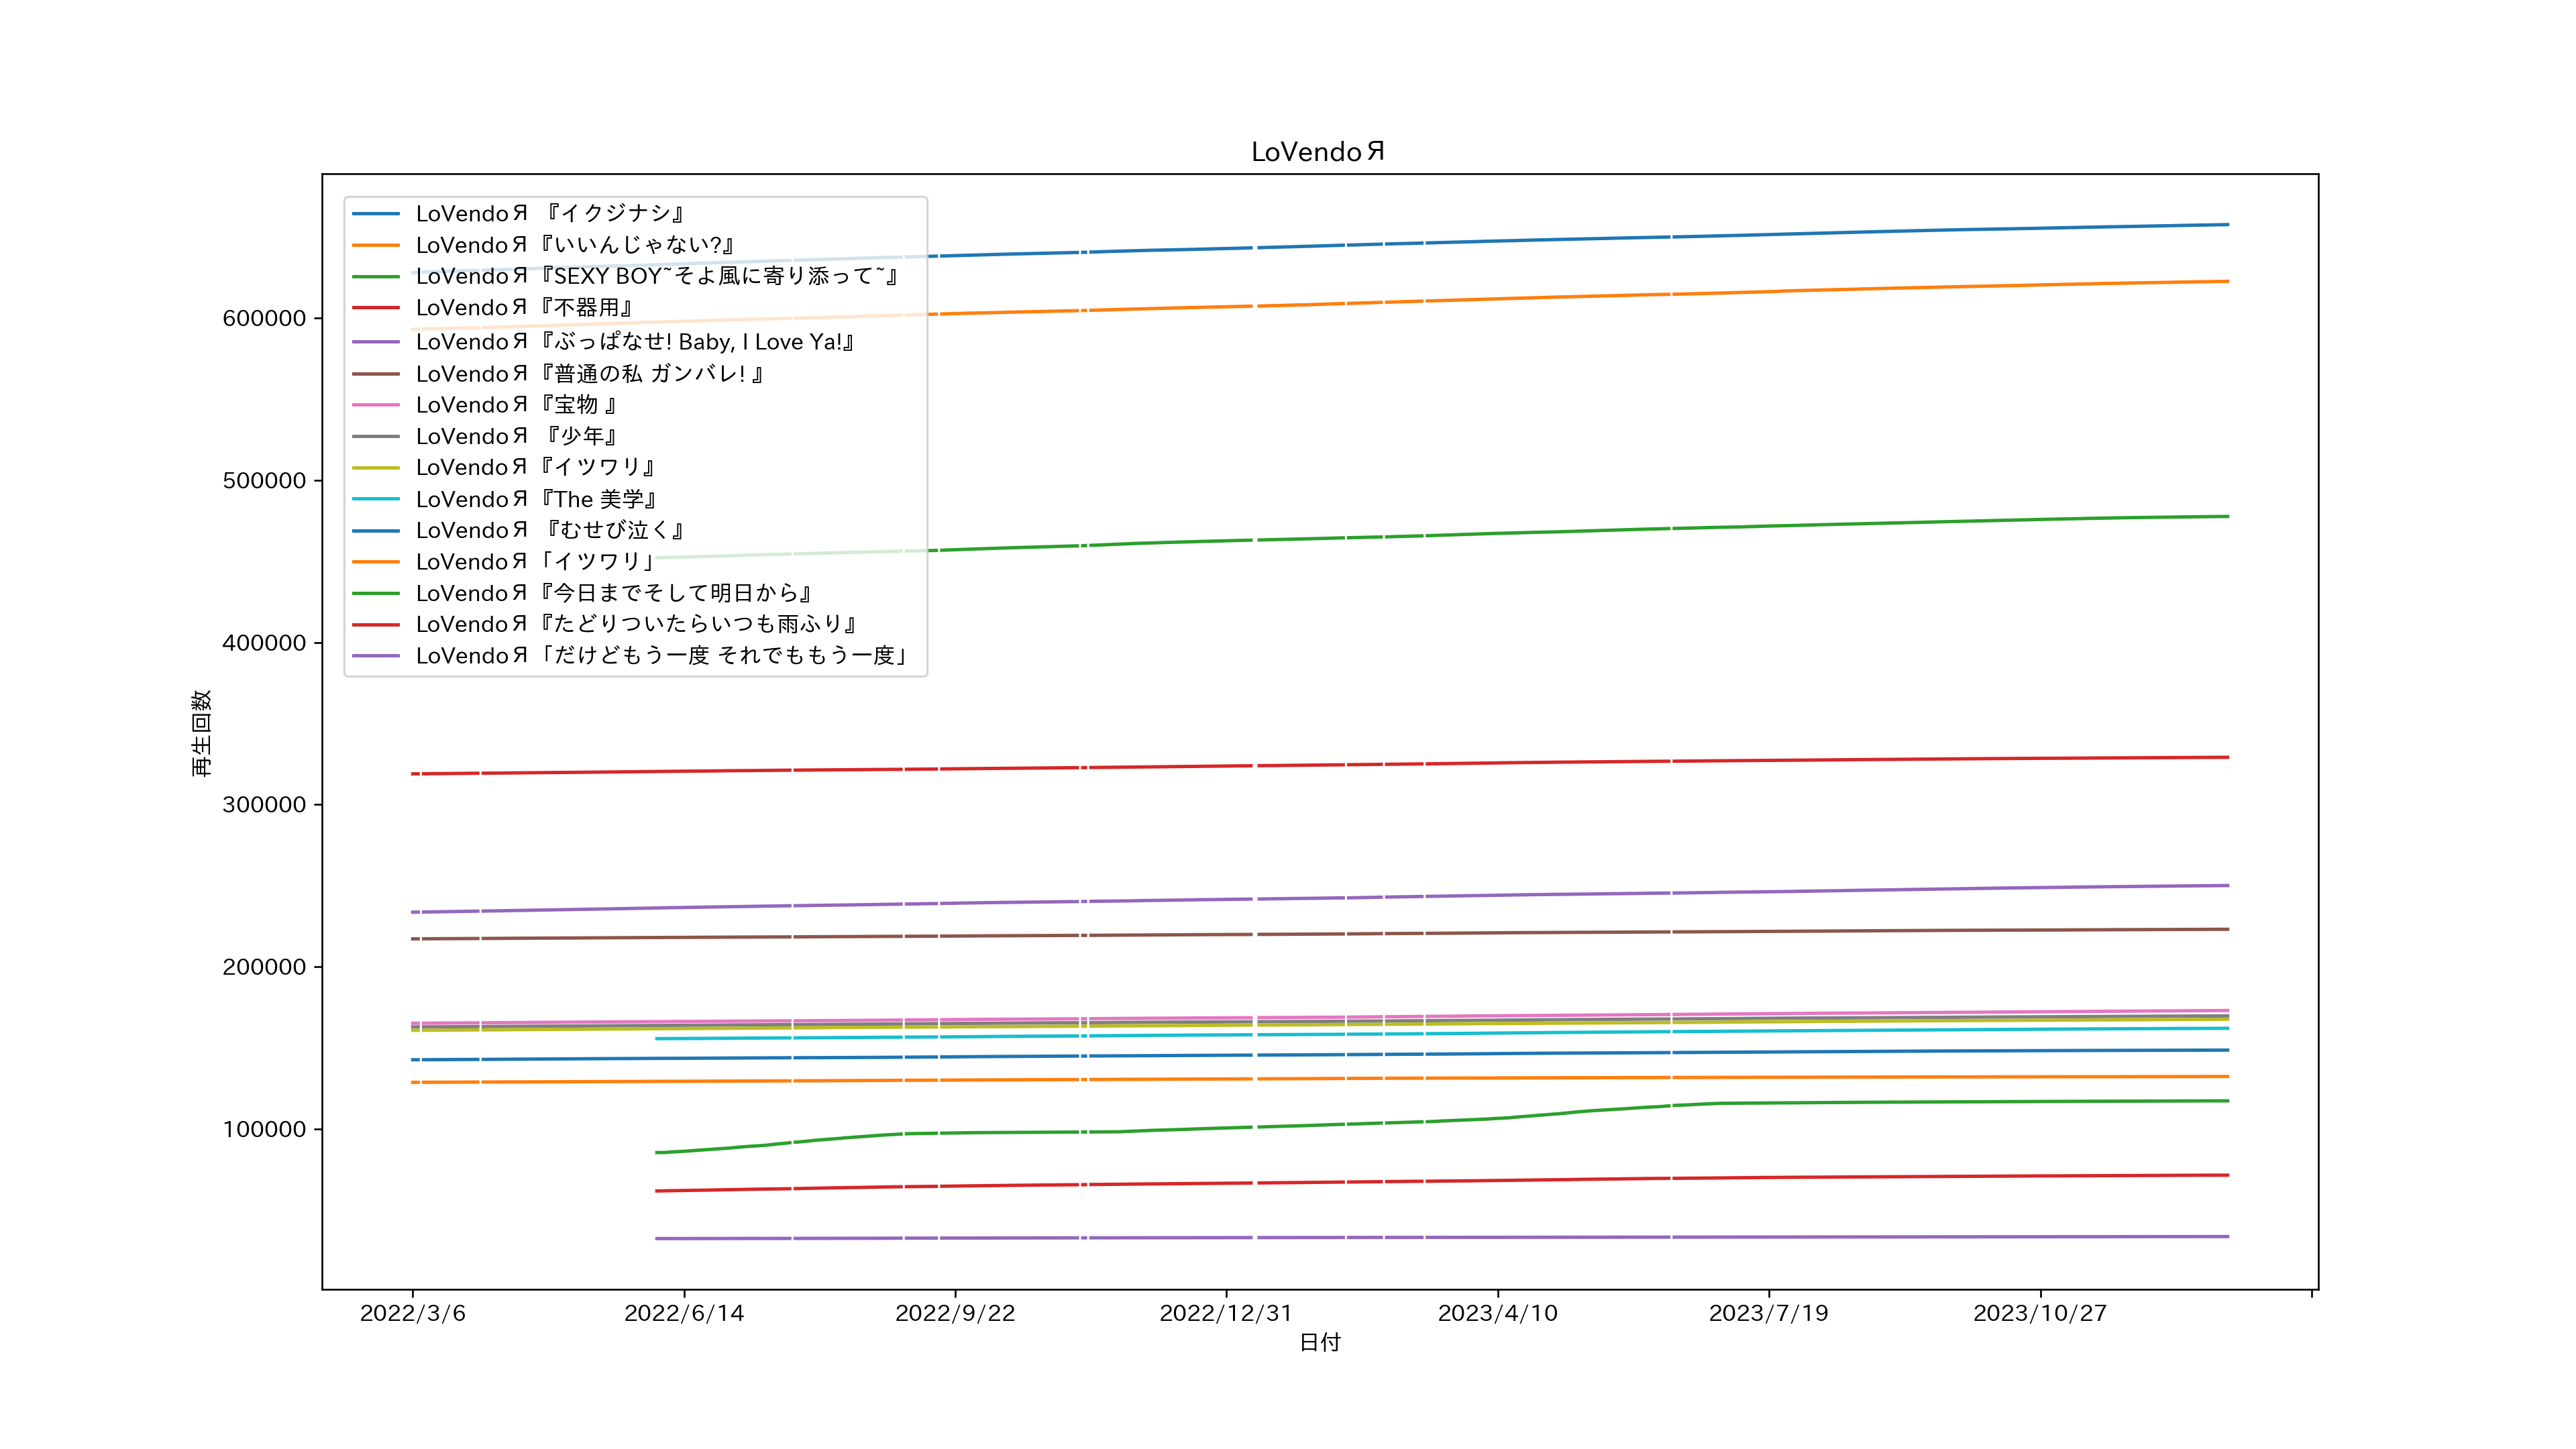 LoVendoЯ
LoVendoЯ 『イクジナシ』
LoVendoЯ『いいんじゃない?』
LoVendoЯ『SEXY BOY~そよ風に寄り添って~』
LoVendoЯ『不器用』
LoVendoЯ『ぶっぱなせ! Baby, I Love Ya!』
LoVendoЯ『普通の私 ガンバレ! 』
LoVendoЯ『宝物 』
LoVendoЯ 『少年』
LoVendoЯ『イツワリ』
LoVendoЯ『The 美学』
LoVendoЯ 『むせび泣く』
LoVendoЯ「イツワリ」
LoVendoЯ『今日までそして明日から』
LoVendoЯ『たどりついたらいつも雨ふり』
LoVendoЯ「だけどもう一度 それでももう一度」
600000
500000
400000
300000
200000
100000
再生回数
2022/3/6 2022/6/14 2022/9/22 2022/12/31 2023/4/10 2023/7/19 2023/10/27
日付